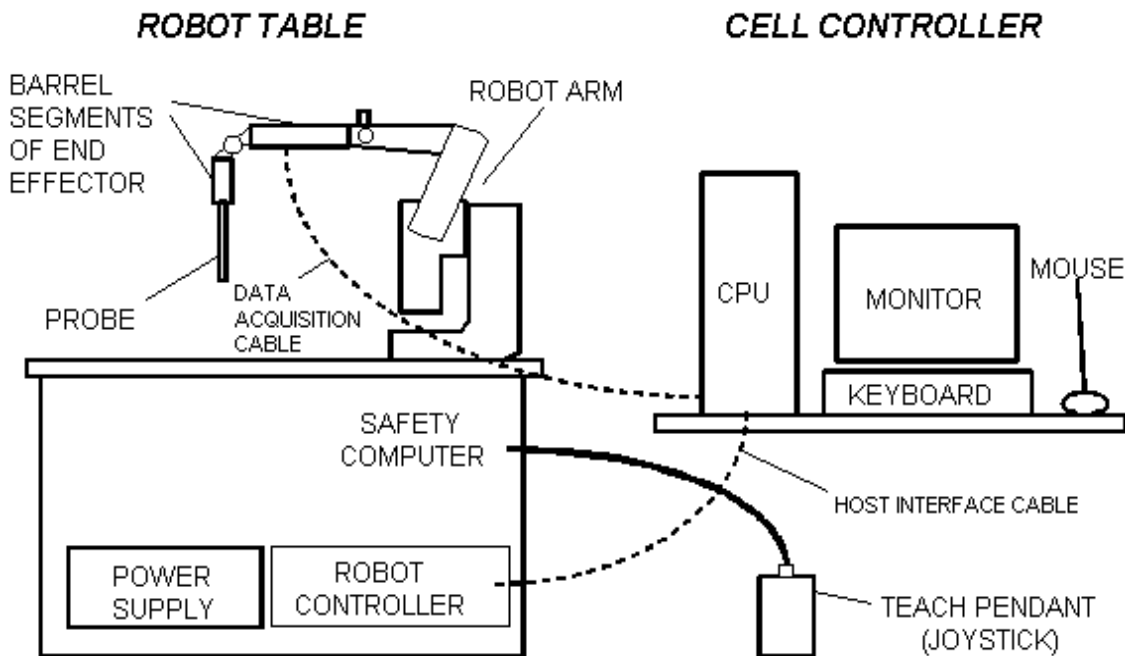 ROBOT TABLE
CELL CONTROLLER
BARREL
SEGMENTS
OF END
EFFECTOR
ROBOT ARM
PROBE
DATA
ACQUISITION
CABLE
CPU
MONITOR
MOUSE
KEYBOARD
SAFETY
COMPUTER
HOST INTERFACE CABLE
POWER
SUPPLY
ROBOT
CONTROLLER
TEACH PENDANT
(JOYSTICK)